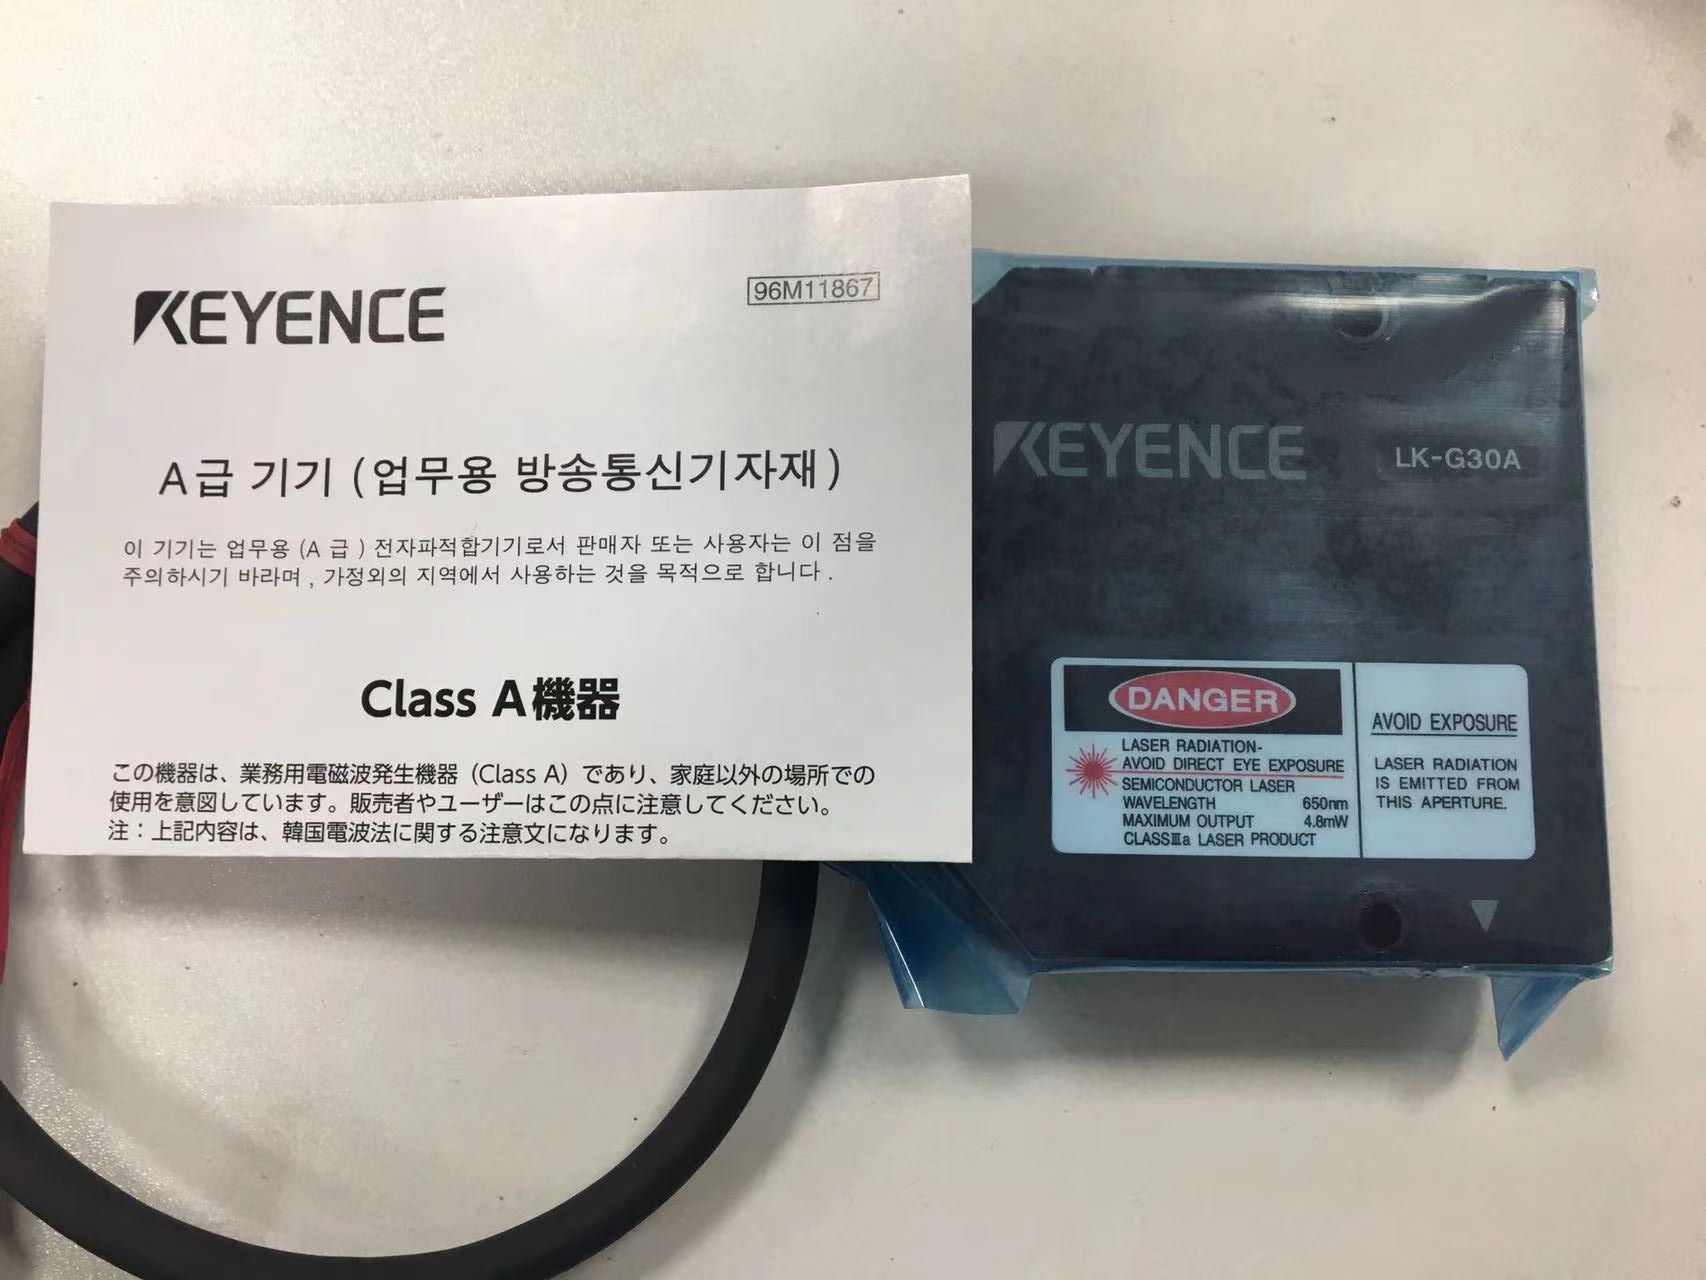 KEYENCE
96M11867
A급 기기 (업무용 방송통신기자재)
이 기기는 업무용 (A 급 ) 전자파적합기기로서 판매자 또는 사용자는 이 점을
주의하시기 바라며 , 가정외의 지역에서 사용하는 것을 목적으로 합니다 .
Class A機器
この機器は、業務用電磁波発生機器（Class A）であり、家庭以外の場所での
使用を意図しています。販売者やユーザーはこの点に注意してください。
注：上記内容は、韓国電波法に関する注意文になります。
KEYENCE
LK-G30A
DANGER
LASER RADIATION-
AVOID DIRECT EYE EXPOSURE
SEMICONDUCTOR LASER
WAVELENGTH 650nm
MAXIMUM OUTPUT 4.8mW
CLASSⅢa LASER PRODUCT
AVOID EXPOSURE
LASER RADIATION
IS EMITTED FROM
THIS APERTURE.